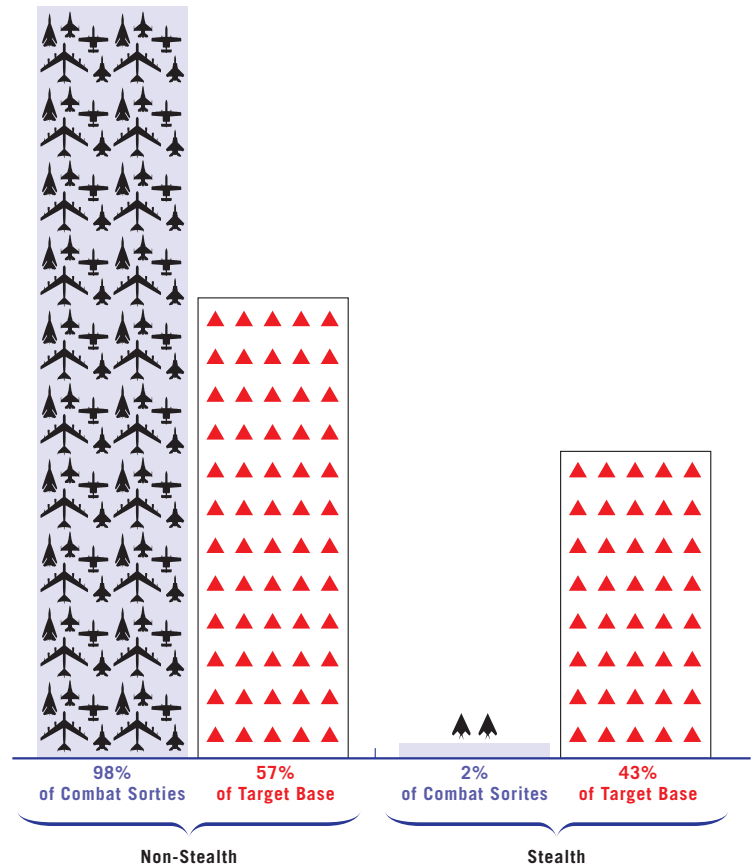 98%
of Combat Sorties
57%
of Target Base
2%
of Combat Sorites
43%
of Target Base
Non-Stealth
Stealth